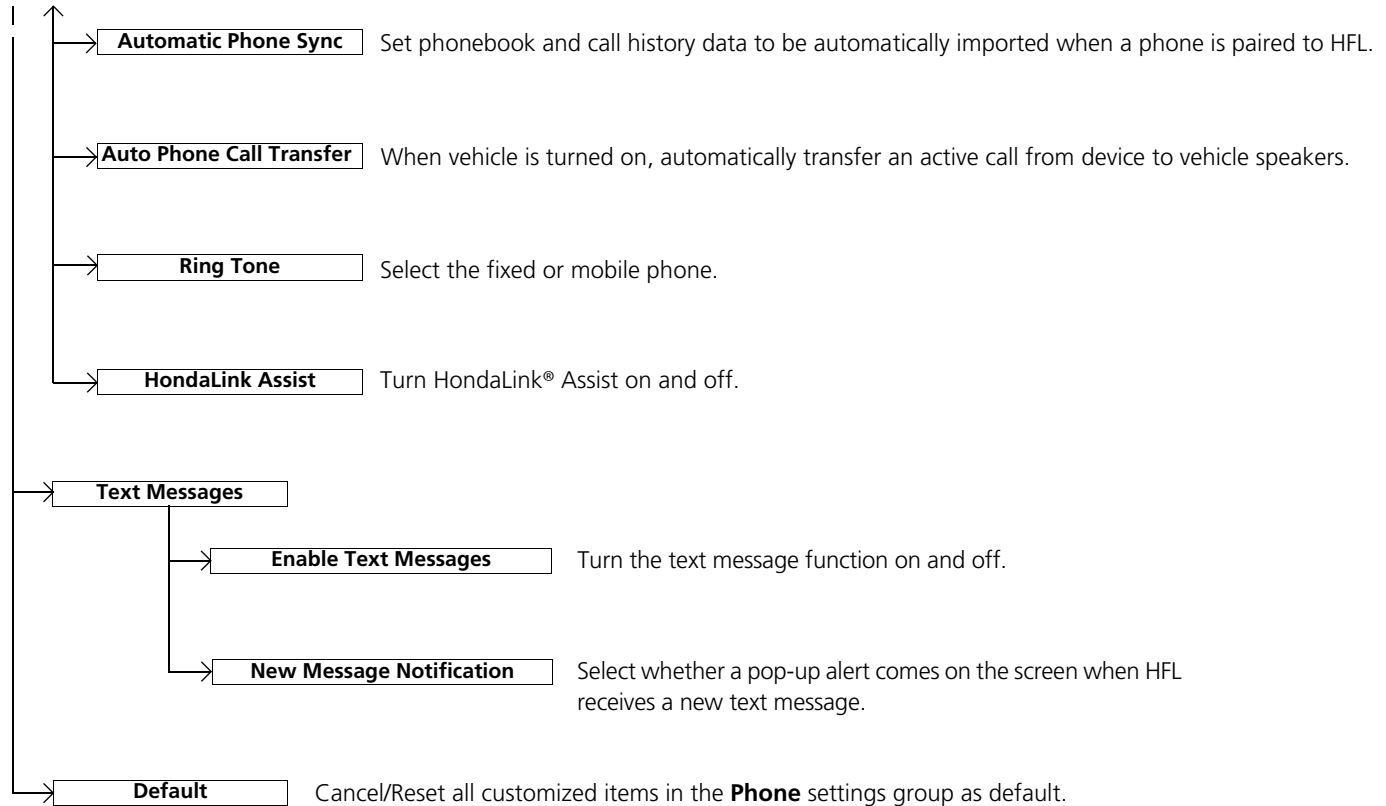 Automatic Phone Sync Set phonebook and call history data to be automatically imported when a phone is paired to HFL.
Auto Phone Call Transfer When vehicle is turned on, automatically transfer an active call from device to vehicle speakers.
Ring Tone Select the fixed or mobile phone.
HondaLink Assist Turn HondaLink® Assist on and off.
Text Messages
Enable Text Messages Turn the text message function on and off.
New Message Notification Select whether a pop-up alert comes on the screen when HFL
receives a new text message.
Default Cancel/Reset all customized items in the Phone settings group as default.